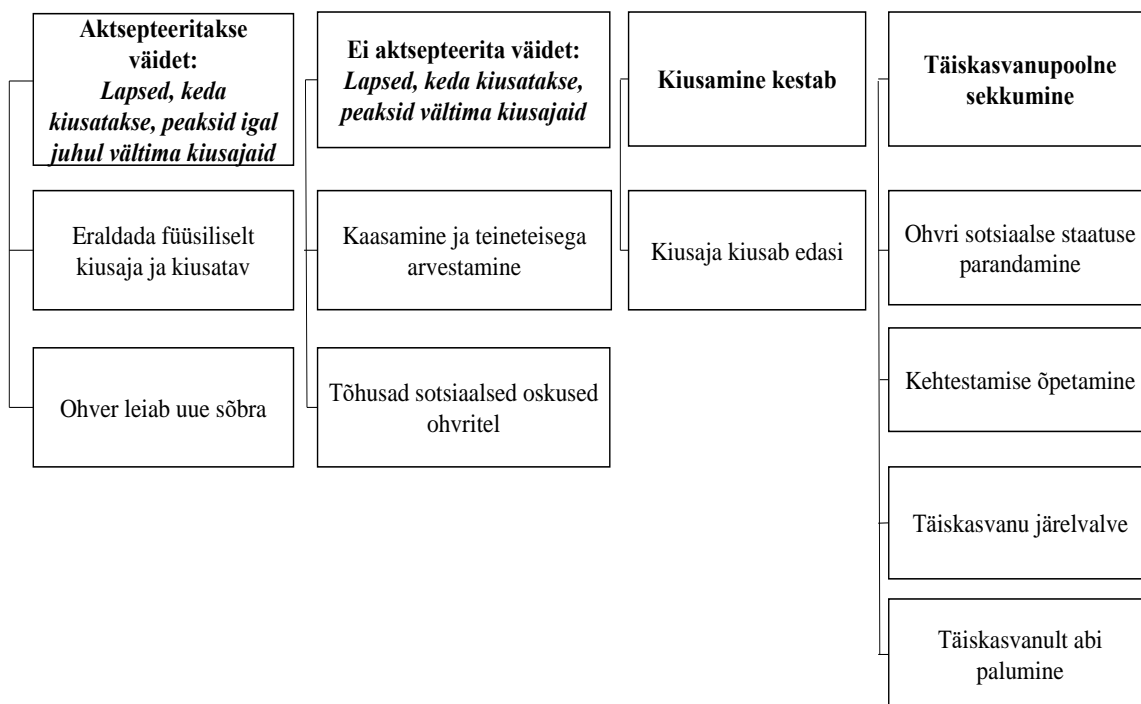 Aktsepteeritakse
väidet:
Lapsed, keda
kiusatakse, peaksid igal
juhul vältima kiusajaid
Eraldada füüsiliselt
kiusaja ja kiusatav
Ohver leiab uue sõbra
Ei aktsepteerita väidet:
Lapsed, keda kiusatakse,
peaksid vältima kiusajaid
Kaasamine ja teineteisega
arvestamine
Tõhusad sotsiaalsed oskused
ohvritel
Kiusamine kestab
Kiusaja kiusab edasi
Täiskasvanupoolne
sekkumine
Ohvri sotsiaalse staatuse
parandamine
Kehtestamise õpetamine
Täiskasvanu järelvalve
Täiskasvanult abi
palumine